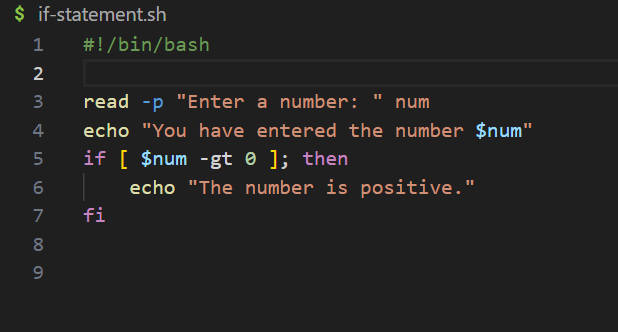 $ if-statement.sh
1 #!/bin/bash
2
3 read -p "Enter a number: " num
4 echo "You have entered the number $num"
5 if [ $num -gt 0 ]; then
6     echo "The number is positive."
7 fi
8
9